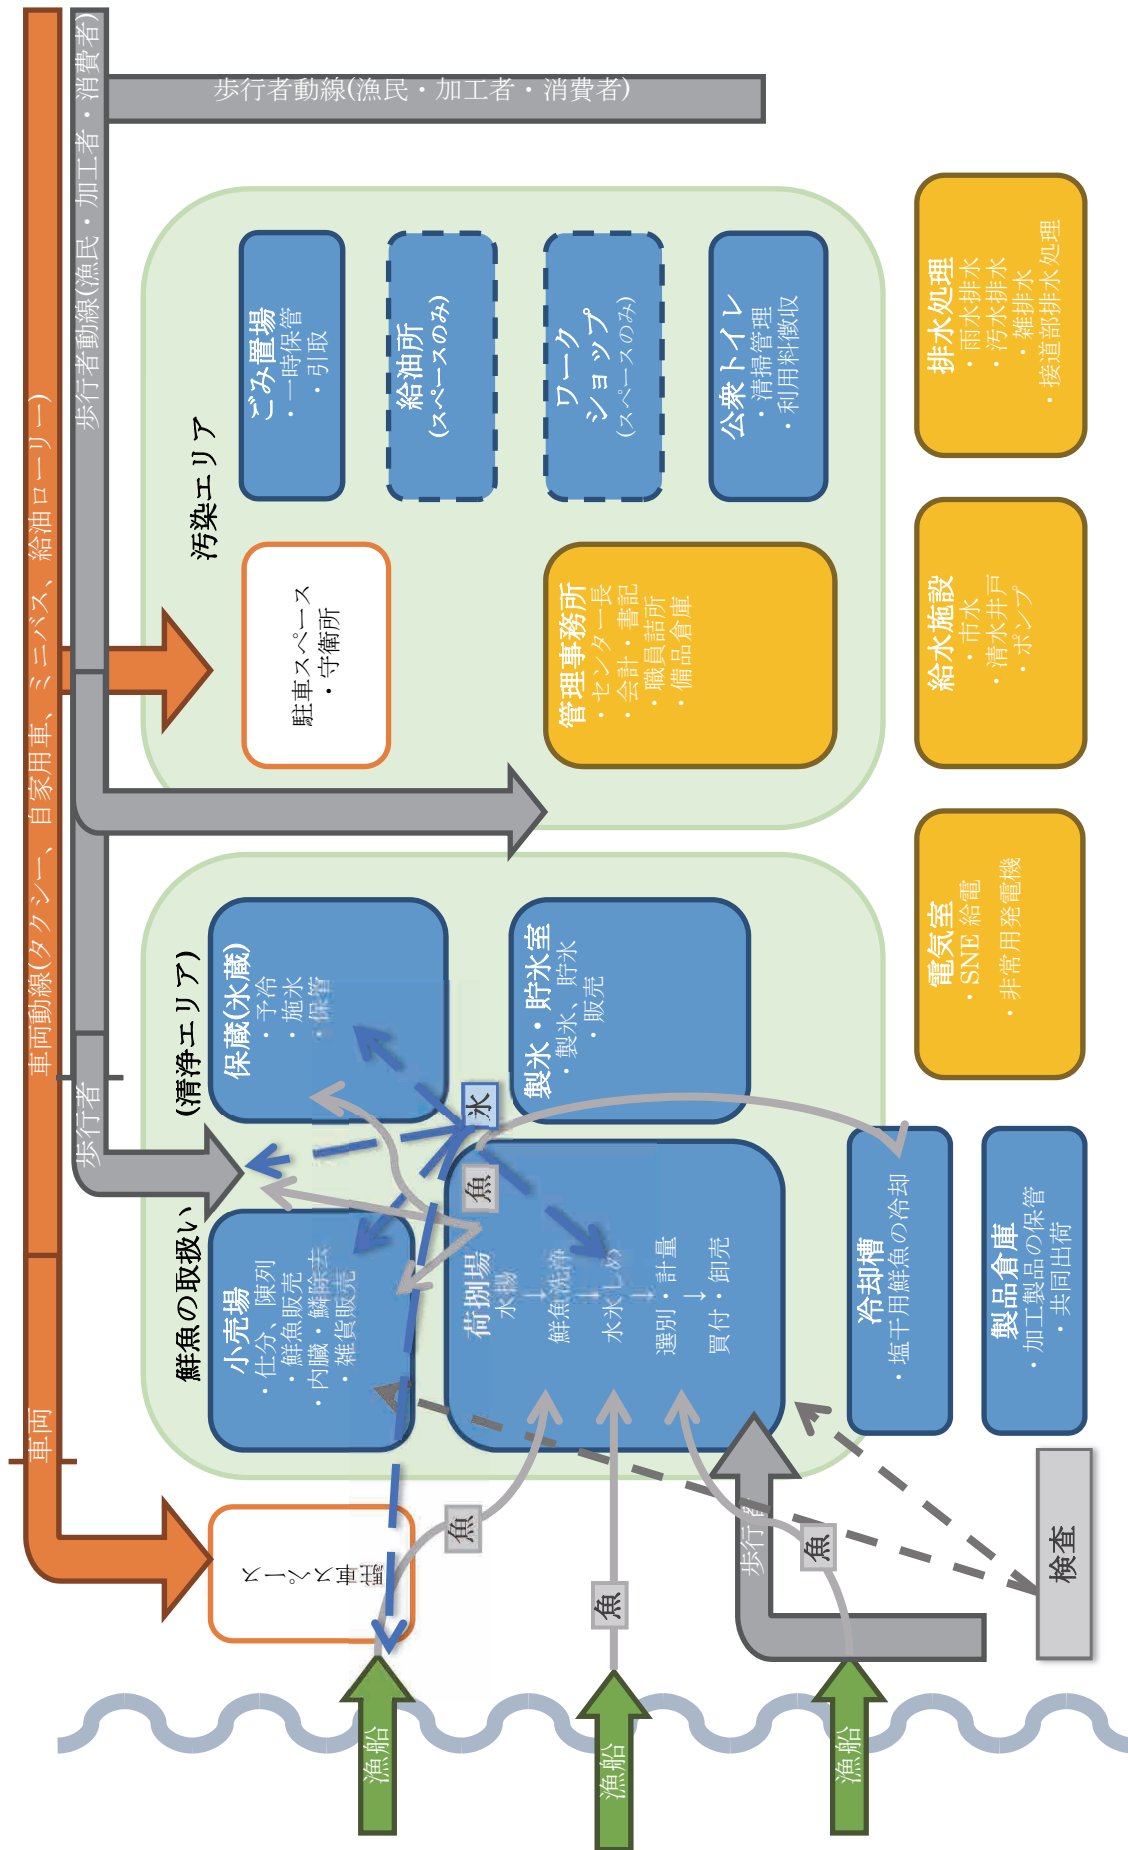 車両動線(タクシー、自家用車、ミニバス、給油ローリー)
車両
歩行者動線(漁民・加工者・消費者)
歩行者
歩行者動線(漁民・加工者・消費者)
駐車スペース
鮮魚の取扱い
(清浄エリア)
小売場
・仕分、陳列
・鮮魚販売
・内臓・鱗除去
・雑貨販売
保蔵(氷蔵)
・予冷
・施氷
・保管
氷
魚
荷捌場
水揚
↓
鮮魚洗浄
↓
水氷しめ
↓
選別・計量
↓
買付・卸売
製氷・貯氷室
・製氷、貯氷
・販売
汚染エリア
駐車スペース
・守衛所
ごみ置場
・一時保管
・引取
給油所
(スペースのみ)
ワーク
ショップ
(スペースのみ)
公衆トイレ
・清掃管理
・利用料徴収
管理事務所
・センター長
・会計・書記
・職員詰所
・備品倉庫
漁船
魚
漁船
魚
漁船
魚
歩行
冷却槽
・塩干用鮮魚の冷却
製品倉庫
・加工製品の保管
・共同出荷
電気室
・SNE 給電
・非常用発電機
給水施設
・市水
・清水井戸
・ポンプ
排水処理
・雨水排水
・汚水排水
・雑排水
・接道部排水処理
検査